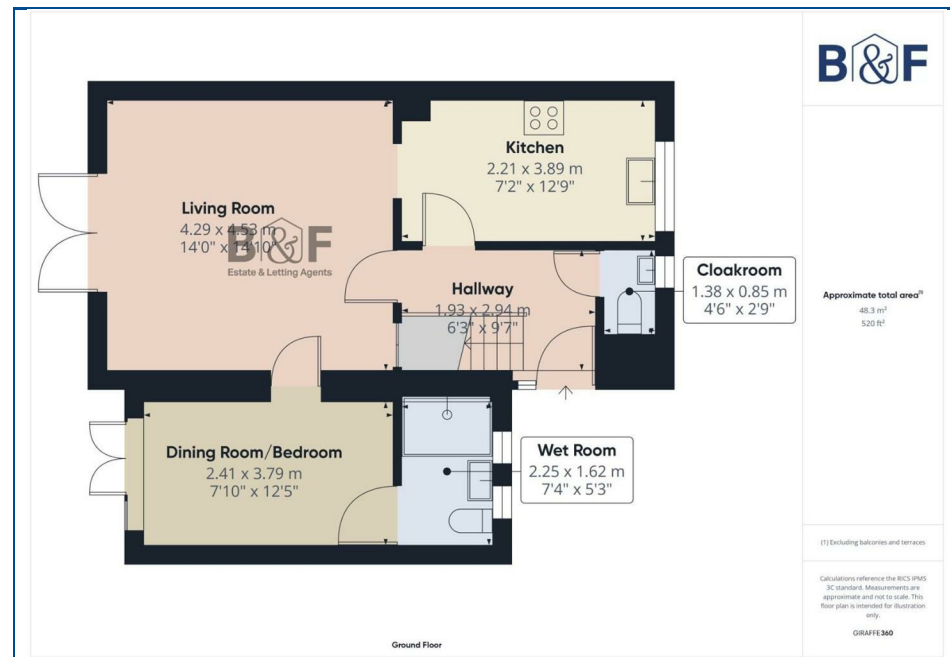 B&F
Kitchen
2.21 x 3.89 m
7'2" x 12'9"
Living Room
4.29 x 4.53 m
14'0" x 14'10"
B&F
Estate & Letting Agents
Hallway
1.93 x 2.94 m
6'3" x 9'7"
Cloakroom
1.38 x 0.85 m
4'6" x 2'9"
Dining Room/Bedroom
2.41 x 3.79 m
7'10" x 12'5"
Wet Room
2.25 x 1.62 m
7'4" x 5'3"
Ground Floor
Approximate total area⁽¹⁾
48.3 m²
520 ft²
(1) Excluding balconies and terraces
Calculations reference the RICS IPMS
3C standard. Measurements are
approximate and not to scale. This
floor plan is intended for illustration
only.
GIRAFFE360